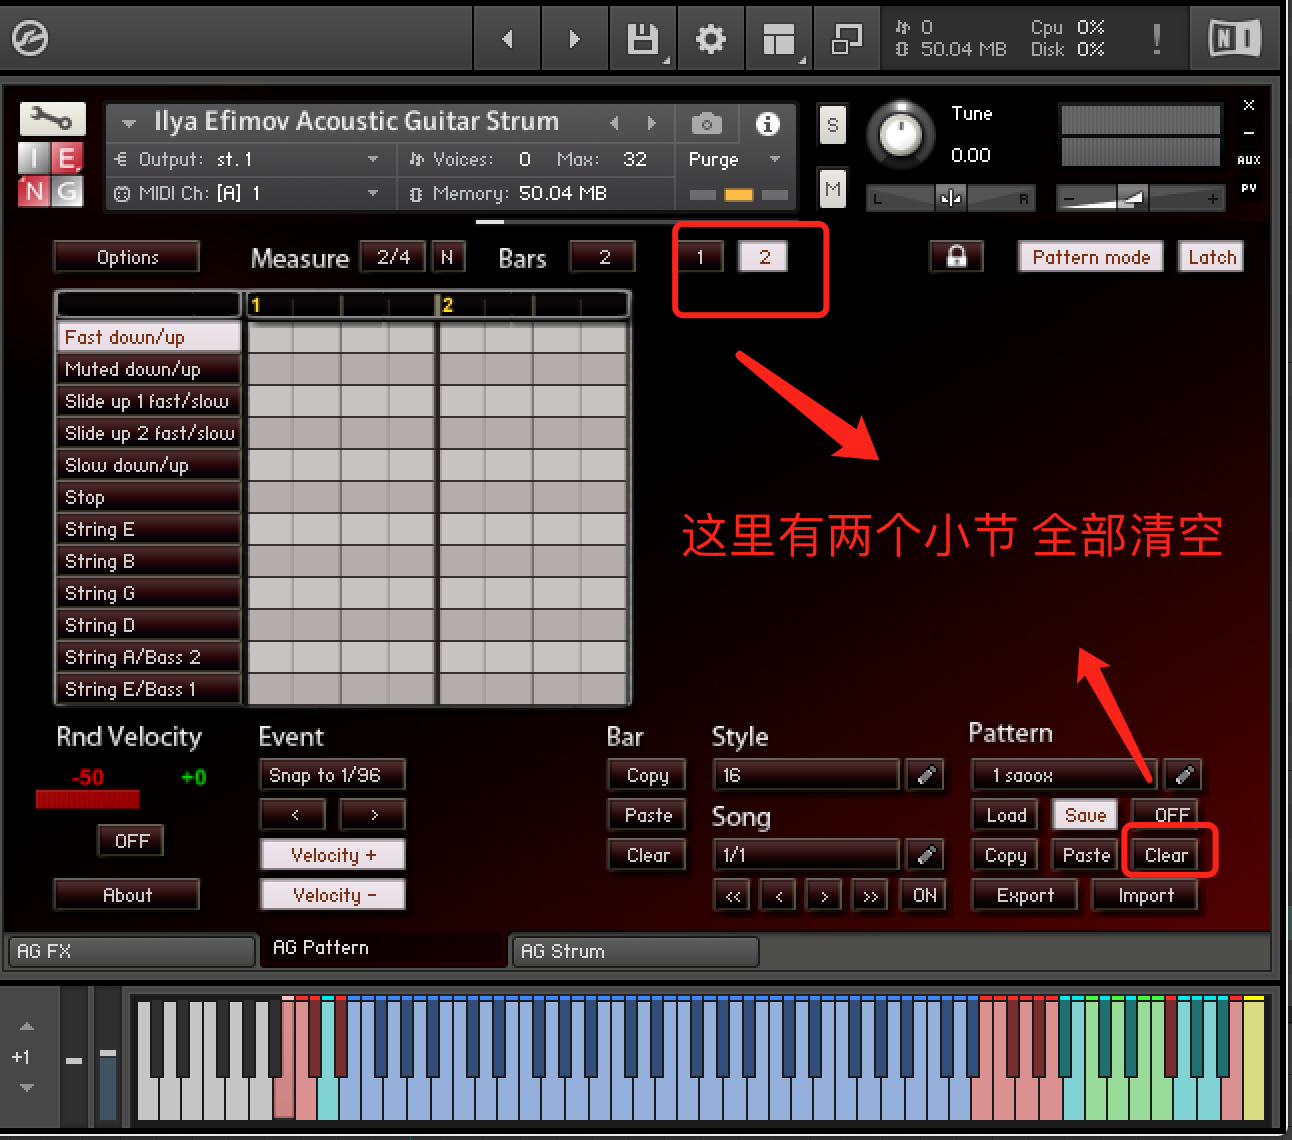 0
50.04 MB
Cpu 0%
Disk 0%
!
NI
Ilya Efimov Acoustic Guitar Strum
Output: st. 1
Voices: 0 Max: 32
Purge
MIDI Ch: [A] 1
Memory: 50.04 MB
I E
N G
S
M
Tune
0.00
L R
- +
x
-
AUX
PV
Options
Measure 2/4 N
Bars 2
1 2
Pattern mode
Latch
1 2
Fast down/up
Muted down/up
Slide up 1 fast/slow
Slide up 2 fast/slow
Slow down/up
Stop
String E
String B
String G
String D
String A/Bass 2
String E/Bass 1
这里有两个小节 全部清空
Rnd Velocity
-50 +0
OFF
About
Event
Snap to 1/96
< >
Velocity +
Velocity -
Bar
Copy
Paste
Clear
Style
16
Song
1/1
<< < > >> ON
Pattern
1 saoox
Load Save OFF
Copy Paste Clear
Export Import
AG FX
AG Pattern
AG Strum
+1